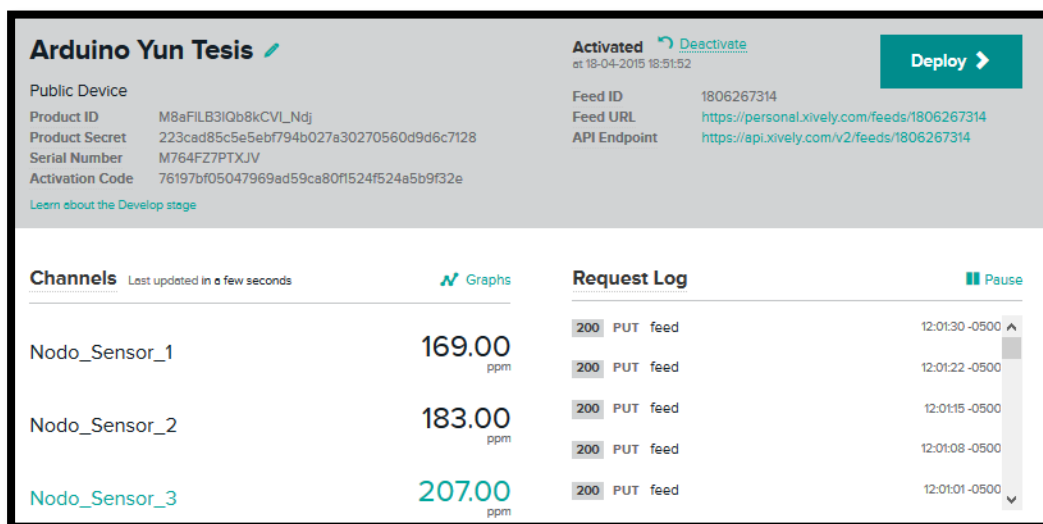 Arduino Yun Tesis
Public Device
Product ID M8aFlLB3lQb8kCVl_Ndj
Product Secret 223cad85c5e5ebf794b027a30270560d9d6c7128
Serial Number M764FZ7PTXJV
Activation Code 76197bf05047969ad59ca80f1524f524a5b9f32e
Learn about the Develop stage
Activated Deactivate
at 18-04-2015 18:51:52
Deploy
Feed ID 1806267314
Feed URL https://personal.xively.com/feeds/1806267314
API Endpoint https://api.xively.com/v2/feeds/1806267314
Channels Last updated in a few seconds Graphs
Nodo_Sensor_1 169.00
ppm
Nodo_Sensor_2 183.00
ppm
Nodo_Sensor_3 207.00
ppm
Request Log Pause
200 PUT feed 12:01:30 -0500
200 PUT feed 12:01:22 -0500
200 PUT feed 12:01:15 -0500
200 PUT feed 12:01:08 -0500
200 PUT feed 12:01:01 -0500